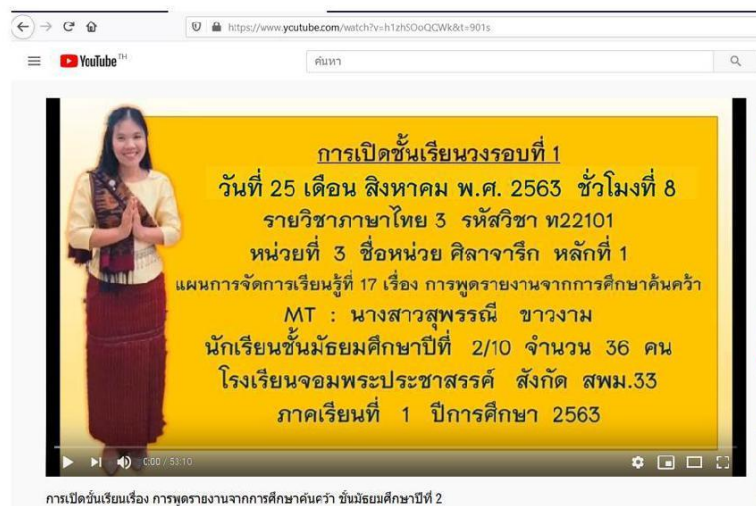 https://www.youtube.com/watch?v=h1zhSOoQCWk&t=901s
YouTube TH
ค้นหา
การเปิดชั้นเรียนวงรอบที่ 1
วันที่ 25 เดือน สิงหาคม พ.ศ. 2563 ชั่วโมงที่ 8
รายวิชาภาษาไทย 3 รหัสวิชา ท22101
หน่วยที่ 3 ชื่อหน่วย ศิลาจารึก หลักที่ 1
แผนการจัดการเรียนรู้ที่ 17 เรื่อง การพูดรายงานจากการศึกษาค้นคว้า
MT : นางสาวสุพรรณี ขาวงาม
นักเรียนชั้นมัธยมศึกษาปีที่ 2/10 จำนวน 36 คน
โรงเรียนจอมพระประชาสรรค์ สังกัด สพม.33
ภาคเรียนที่ 1 ปีการศึกษา 2563
0:00 / 53:10
การเปิดชั้นเรียนเรื่อง การพูดรายงานจากการศึกษาค้นคว้า ชั้นมัธยมศึกษาปีที่ 2